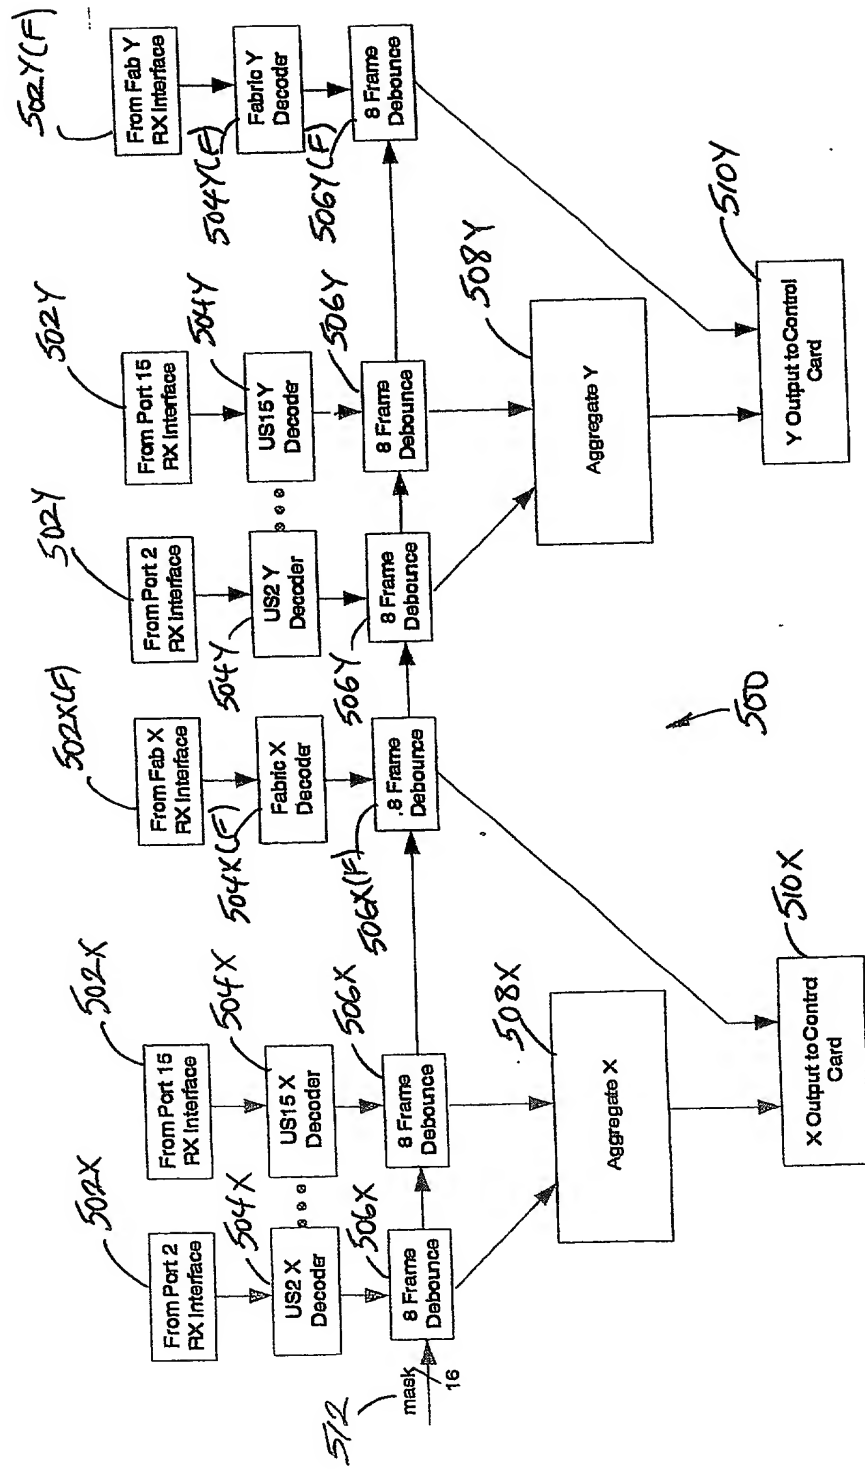 502X
502X
502X(F)
502Y
502Y
502Y(F)
From Port 2
RX Interface
From Port 15
RX Interface
From Fab X
RX Interface
From Port 2
RX Interface
From Port 15
RX Interface
From Fab Y
RX Interface
504X
504X
504X(F)
504Y
504Y
504Y(F)
US2 X
Decoder
US15 X
Decoder
Fabric X
Decoder
US2 Y
Decoder
US15 Y
Decoder
Fabric Y
Decoder
506X
506X
506X(F)
506Y
506Y
506Y(F)
512
mask
16
8 Frame
Debounce
8 Frame
Debounce
8 Frame
Debounce
8 Frame
Debounce
8 Frame
Debounce
8 Frame
Debounce
508X
508Y
Aggregate X
Aggregate Y
500
510X
510Y
X Output to Control
Card
Y Output to Control
Card